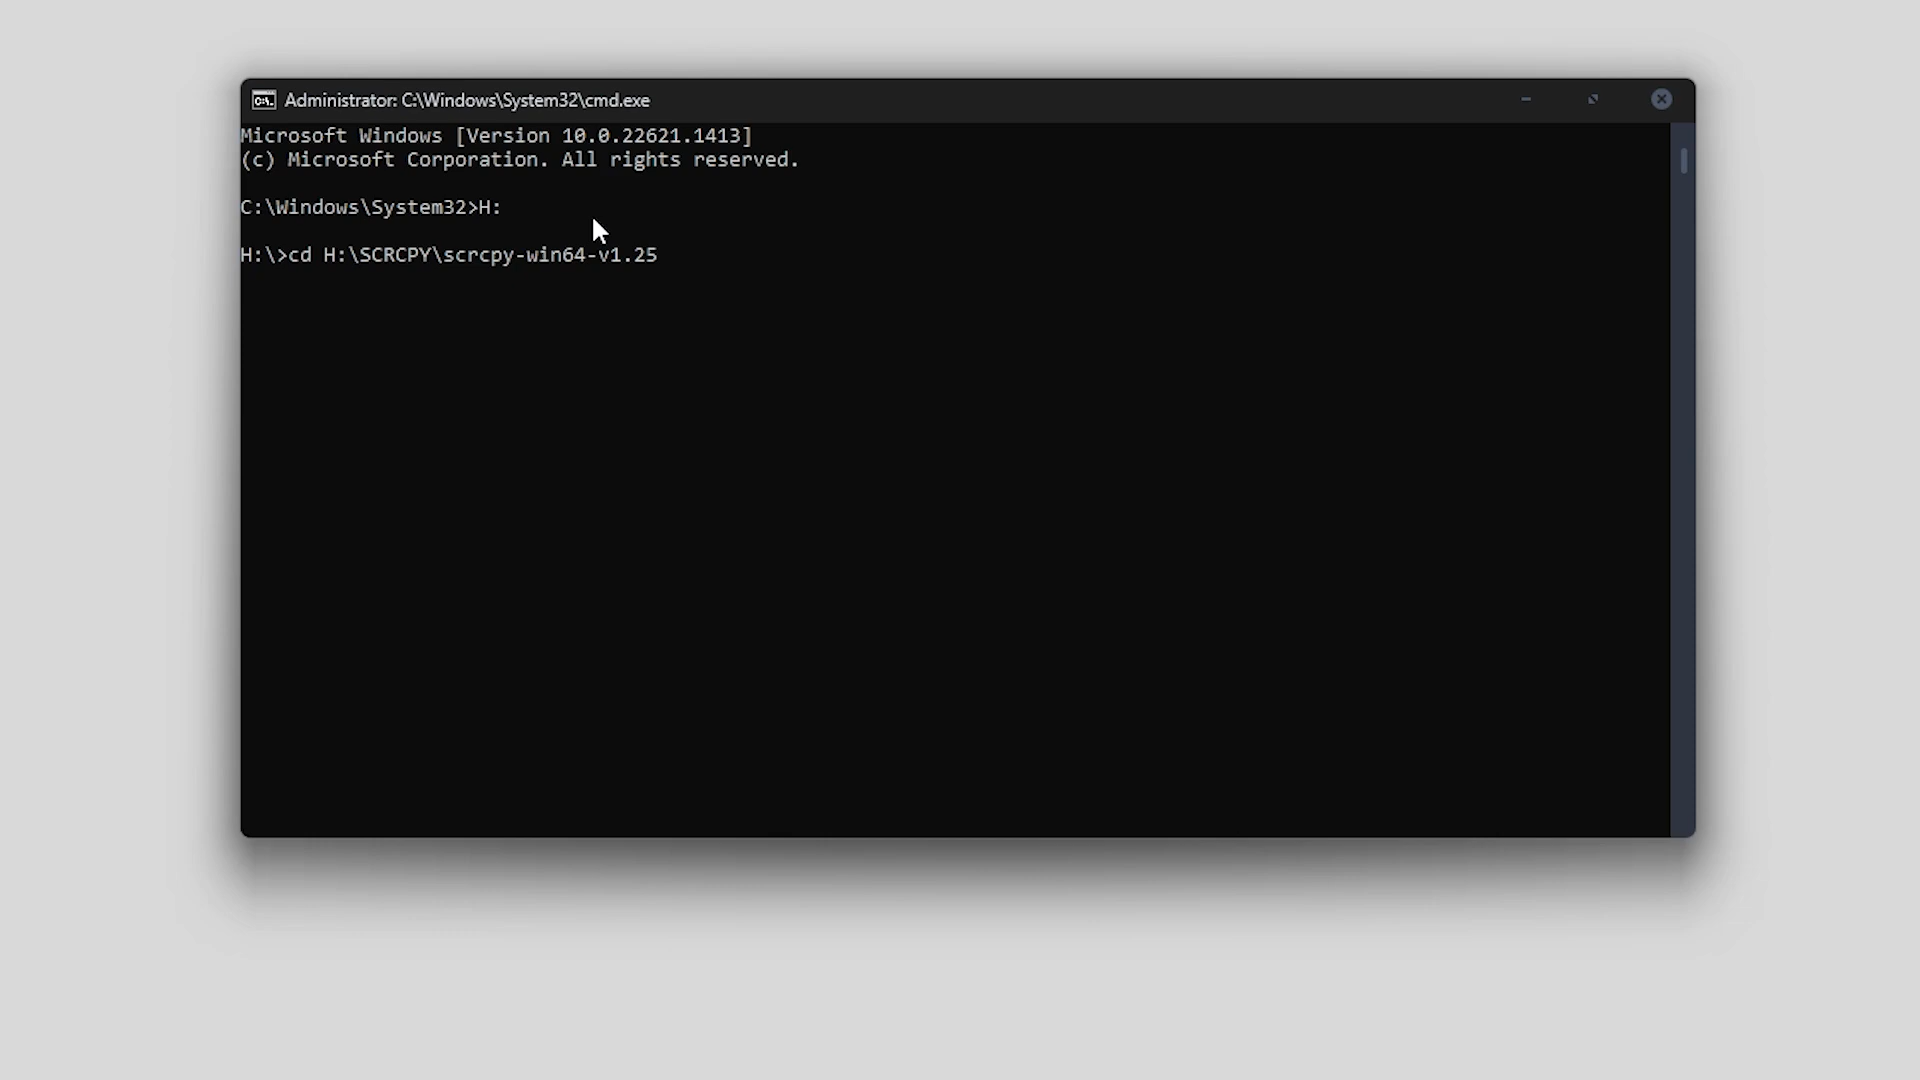 Administrator: C:\Windows\System32\cmd.exe
Microsoft Windows [Version 10.0.22621.1413]
(c) Microsoft Corporation. All rights reserved.
C:\Windows\System32>H:
H:\>cd H:\SCRCPY\scrcpy-win64-v1.25